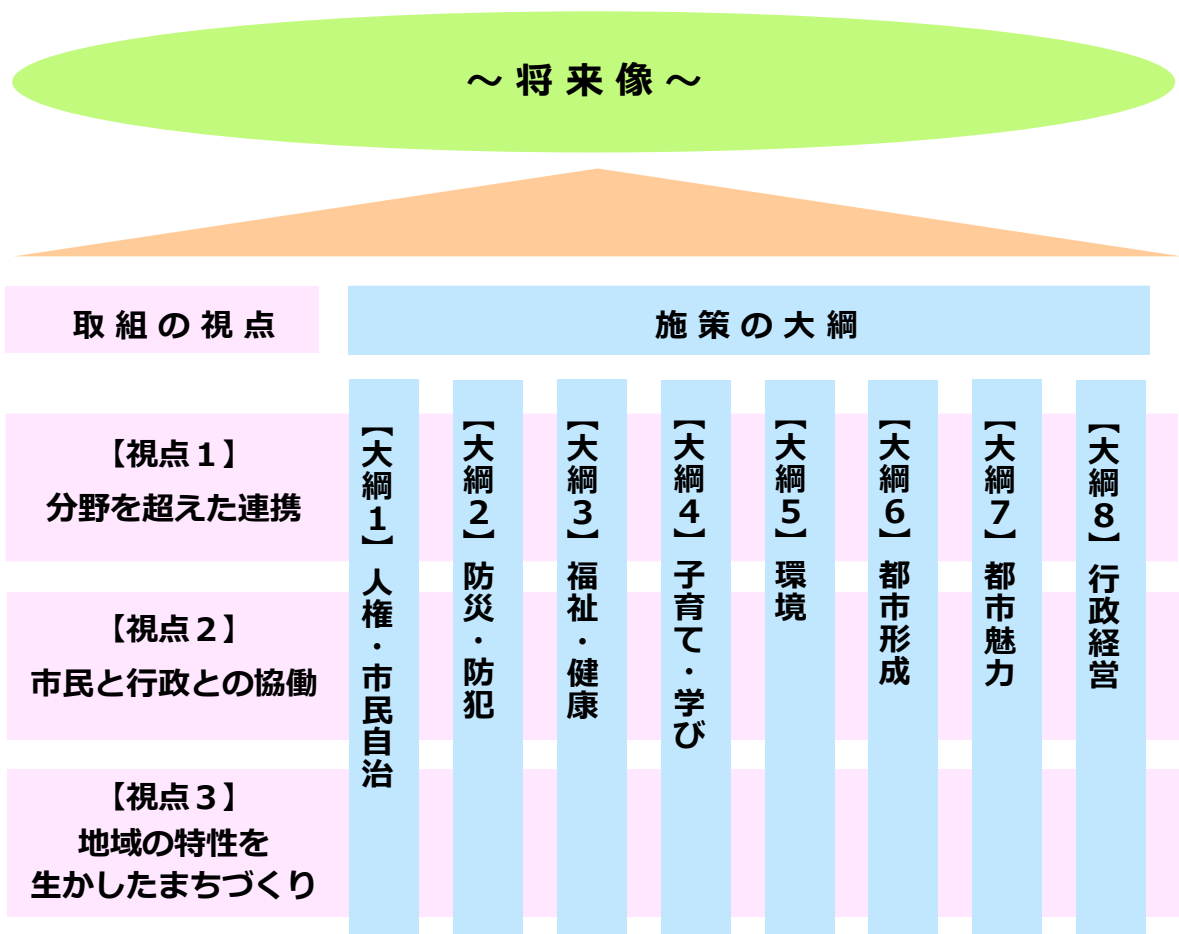 ～将来像～
取組の視点
施策の大綱
【視点１】
分野を超えた連携
【視点２】
市民と行政との協働
【視点３】
地域の特性を
生かしたまちづくり
【大綱１】人権・市民自治
【大綱２】防災・防犯
【大綱３】福祉・健康
【大綱４】子育て・学び
【大綱５】環境
【大綱６】都市形成
【大綱７】都市魅力
【大綱８】行政経営